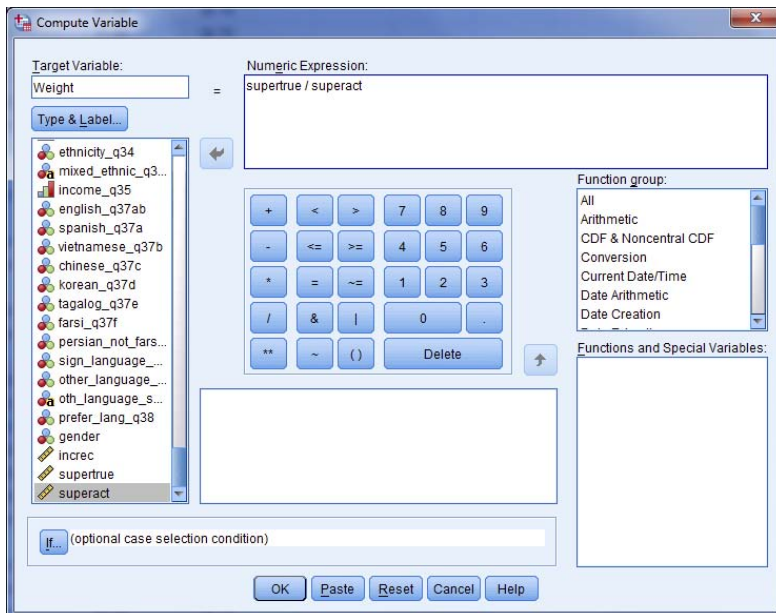 Compute Variable
Target Variable:
Weight
=
Numeric Expression:
supertrue / superact
Type & Label...
ethnicity_q34
mixed_ethnic_q3...
income_q35
english_q37ab
spanish_q37a
vietnamese_q37b
chinese_q37c
korean_q37d
tagalog_q37e
farsi_q37f
persian_not_fars...
sign_language_...
other_language_...
oth_language_s...
prefer_lang_q38
gender
increc
supertrue
superact
+ < > 7 8 9
- <= >= 4 5 6
* = ~= 1 2 3
/ & | 0 .
** ~ ( ) Delete
Function group:
All
Arithmetic
CDF & Noncentral CDF
Conversion
Current Date/Time
Date Arithmetic
Date Creation
Functions and Special Variables:
If... (optional case selection condition)
OK Paste Reset Cancel Help